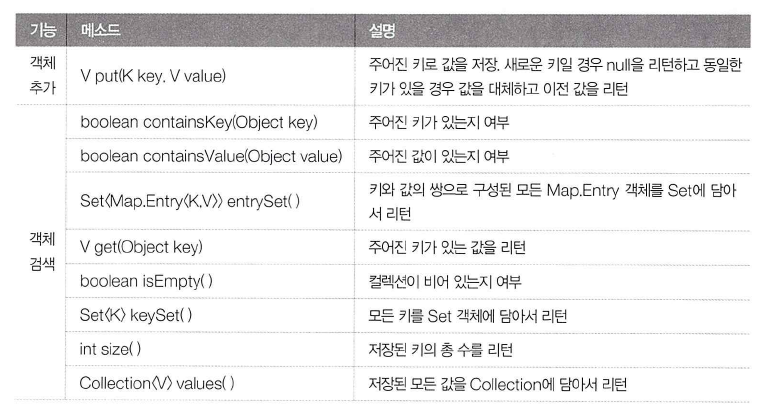 기능 메소드 설명
객체 추가
V put(K key, V value)
주어진 키로 값을 저장. 새로운 키일 경우 null을 리턴하고 동일한
키가 있을 경우 값을 대체하고 이전 값을 리턴
객체 검색
boolean containsKey(Object key) 주어진 키가 있는지 여부
boolean containsValue(Object value) 주어진 값이 있는지 여부
Set〈Map.Entry〈K,V〉〉 entrySet( )
키와 값의 쌍으로 구성된 모든 Map.Entry 객체를 Set에 담아
서 리턴
V get(Object key) 주어진 키가 있는 값을 리턴
boolean isEmpty( ) 컬렉션이 비어 있는지 여부
Set〈K〉 keySet( ) 모든 키를 Set 객체에 담아서 리턴
int size( ) 저장된 키의 총 수를 리턴
Collection〈V〉 values( ) 저장된 모든 값을 Collection에 담아서 리턴